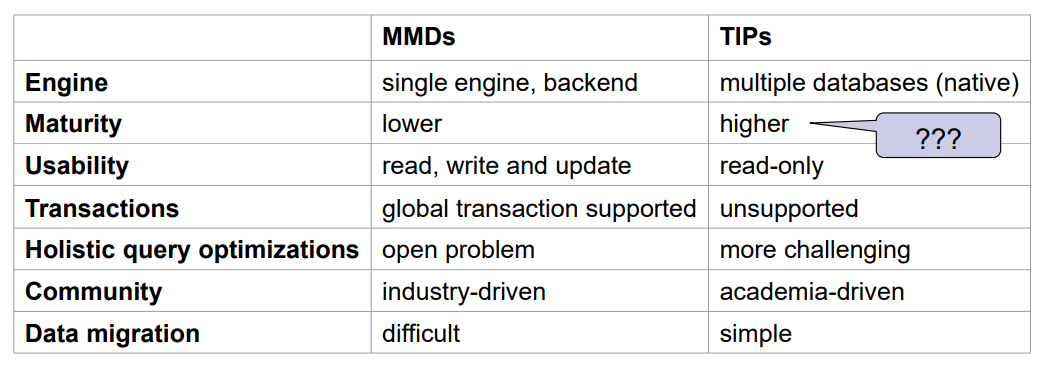 MMDs TIPs
Engine single engine, backend multiple databases (native)
Maturity lower higher ???
Usability read, write and update read-only
Transactions global transaction supported unsupported
Holistic query optimizations open problem more challenging
Community industry-driven academia-driven
Data migration difficult simple